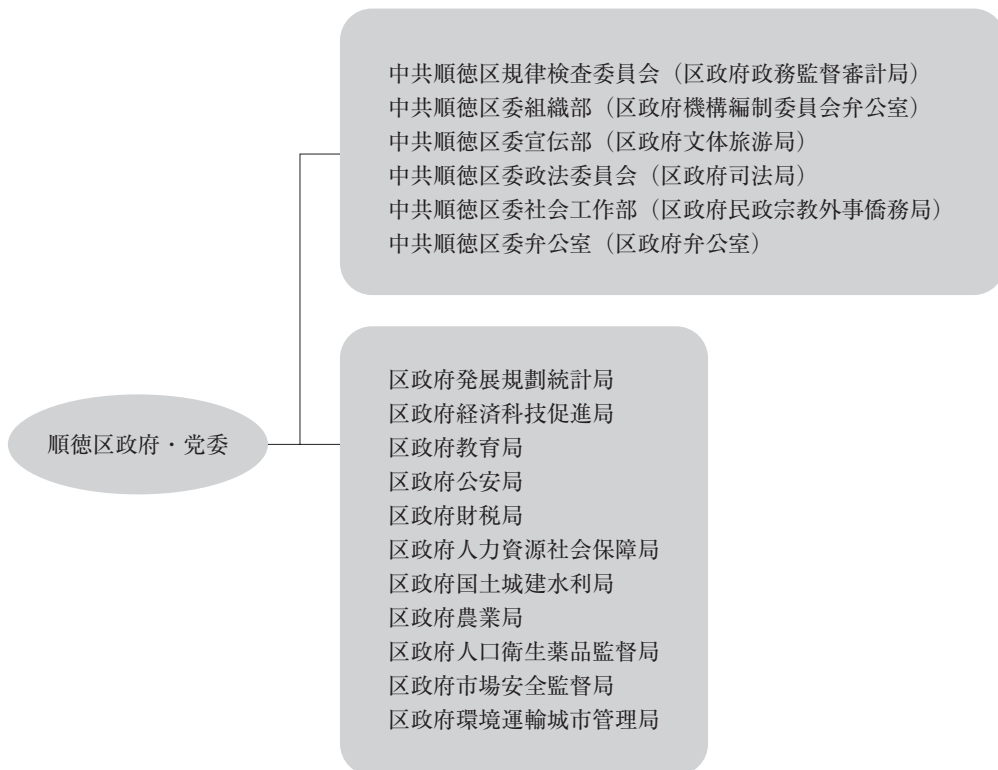 中共順徳区規律検査委員会（区政府政務監督審計局）
中共順徳区委組織部（区政府機構編制委員会弁公室）
中共順徳区委宣伝部（区政府文体旅游局）
中共順徳区委政法委員会（区政府司法局）
中共順徳区委社会工作部（区政府民政宗教外事僑務局）
中共順徳区委弁公室（区政府弁公室）
順徳区政府・党委
区政府発展規劃統計局
区政府経済科技促進局
区政府教育局
区政府公安局
区政府財税局
区政府人力資源社会保障局
区政府国土城建水利局
区政府農業局
区政府人口衛生薬品監督局
区政府市場安全監督局
区政府環境運輸城市管理局